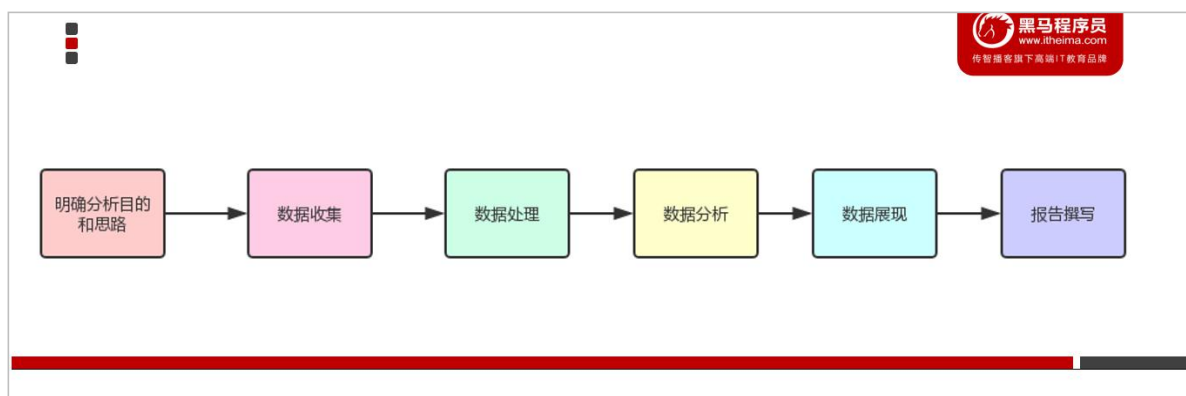 黑马程序员
www.itheima.com
传智播客旗下高端IT教育品牌
明确分析目的
和思路
数据收集
数据处理
数据分析
数据展现
报告撰写